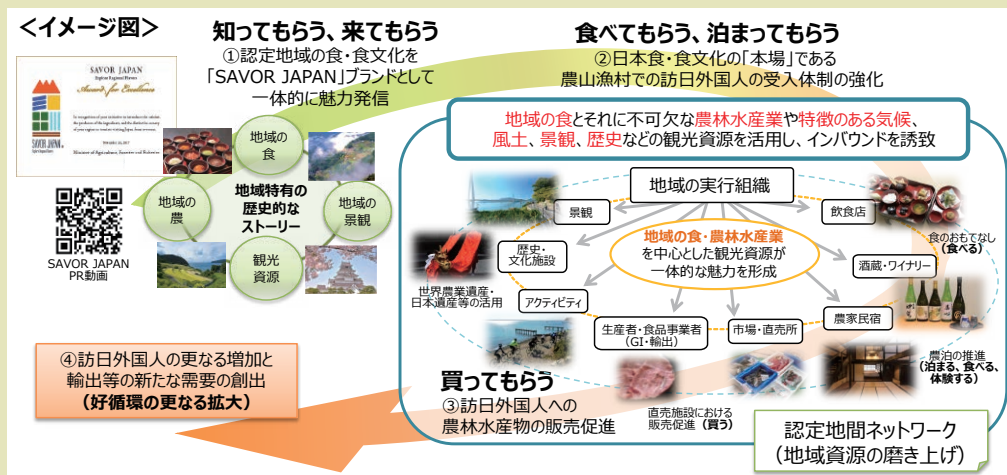 ＜イメージ図＞
知ってもらう、来てもらう
①認定地域の食・食文化を
「SAVOR JAPAN」ブランドとして
一体的に魅力発信
食べてもらう、泊まってもらう
②日本食・食文化の「本場」である
農山漁村での訪日外国人の受入体制の強化
SAVOR JAPAN
Explore Regional Flavors
Award for Excellence
SAVOR JAPAN
SAVOR JAPAN
PR動画
地域の
食
地域の
農
地域特有の
歴史的な
ストーリー
地域の
景観
観光
資源
地域の食とそれに不可欠な農林水産業や特徴のある気候、
風土、景観、歴史などの観光資源を活用し、インバウンドを誘致
地域の実行組織
景観
飲食店
食のおもてなし
(食べる)
歴史・
文化施設
地域の食・農林水産業
を中心とした観光資源が
一体的な魅力を形成
酒蔵・ワイナリー
世界農業遺産・
日本遺産等の活用
アクティビティ
生産者・食品事業者
(GI・輸出)
市場・直売所
農家民宿
農泊の推進
(泊まる、食べる、
体験する)
買ってもらう
③訪日外国人への
農林水産物の販売促進
直売施設における
販売促進 (買う)
④訪日外国人の更なる増加と
輸出等の新たな需要の創出
(好循環の更なる拡大)
認定地間ネットワーク
(地域資源の磨き上げ)